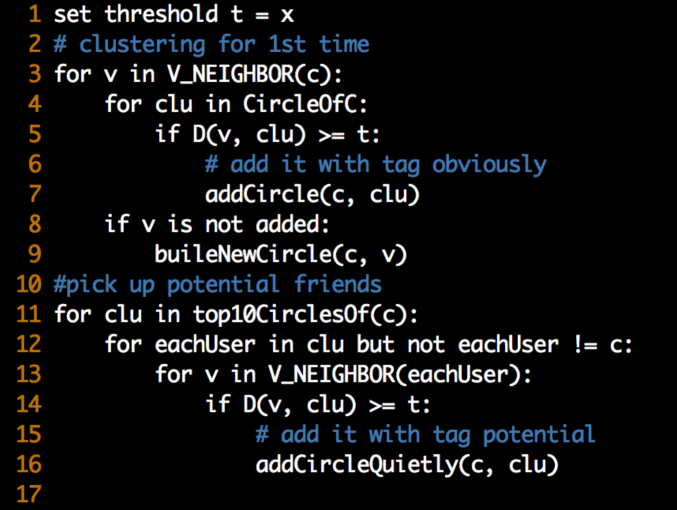 1 set threshold t = x
2 # clustering for 1st time
3 for v in V_NEIGHBOR(c):
4     for clu in CircleOfC:
5         if D(v, clu) >= t:
6             # add it with tag obviously
7             addCircle(c, clu)
8     if v is not added:
9         buileNewCircle(c, v)
10 #pick up potential friends
11 for clu in top10CirclesOf(c):
12     for eachUser in clu but not eachUser != c:
13         for v in V_NEIGHBOR(eachUser):
14             if D(v, clu) >= t:
15                 # add it with tag potential
16                 addCircleQuietly(c, clu)
17